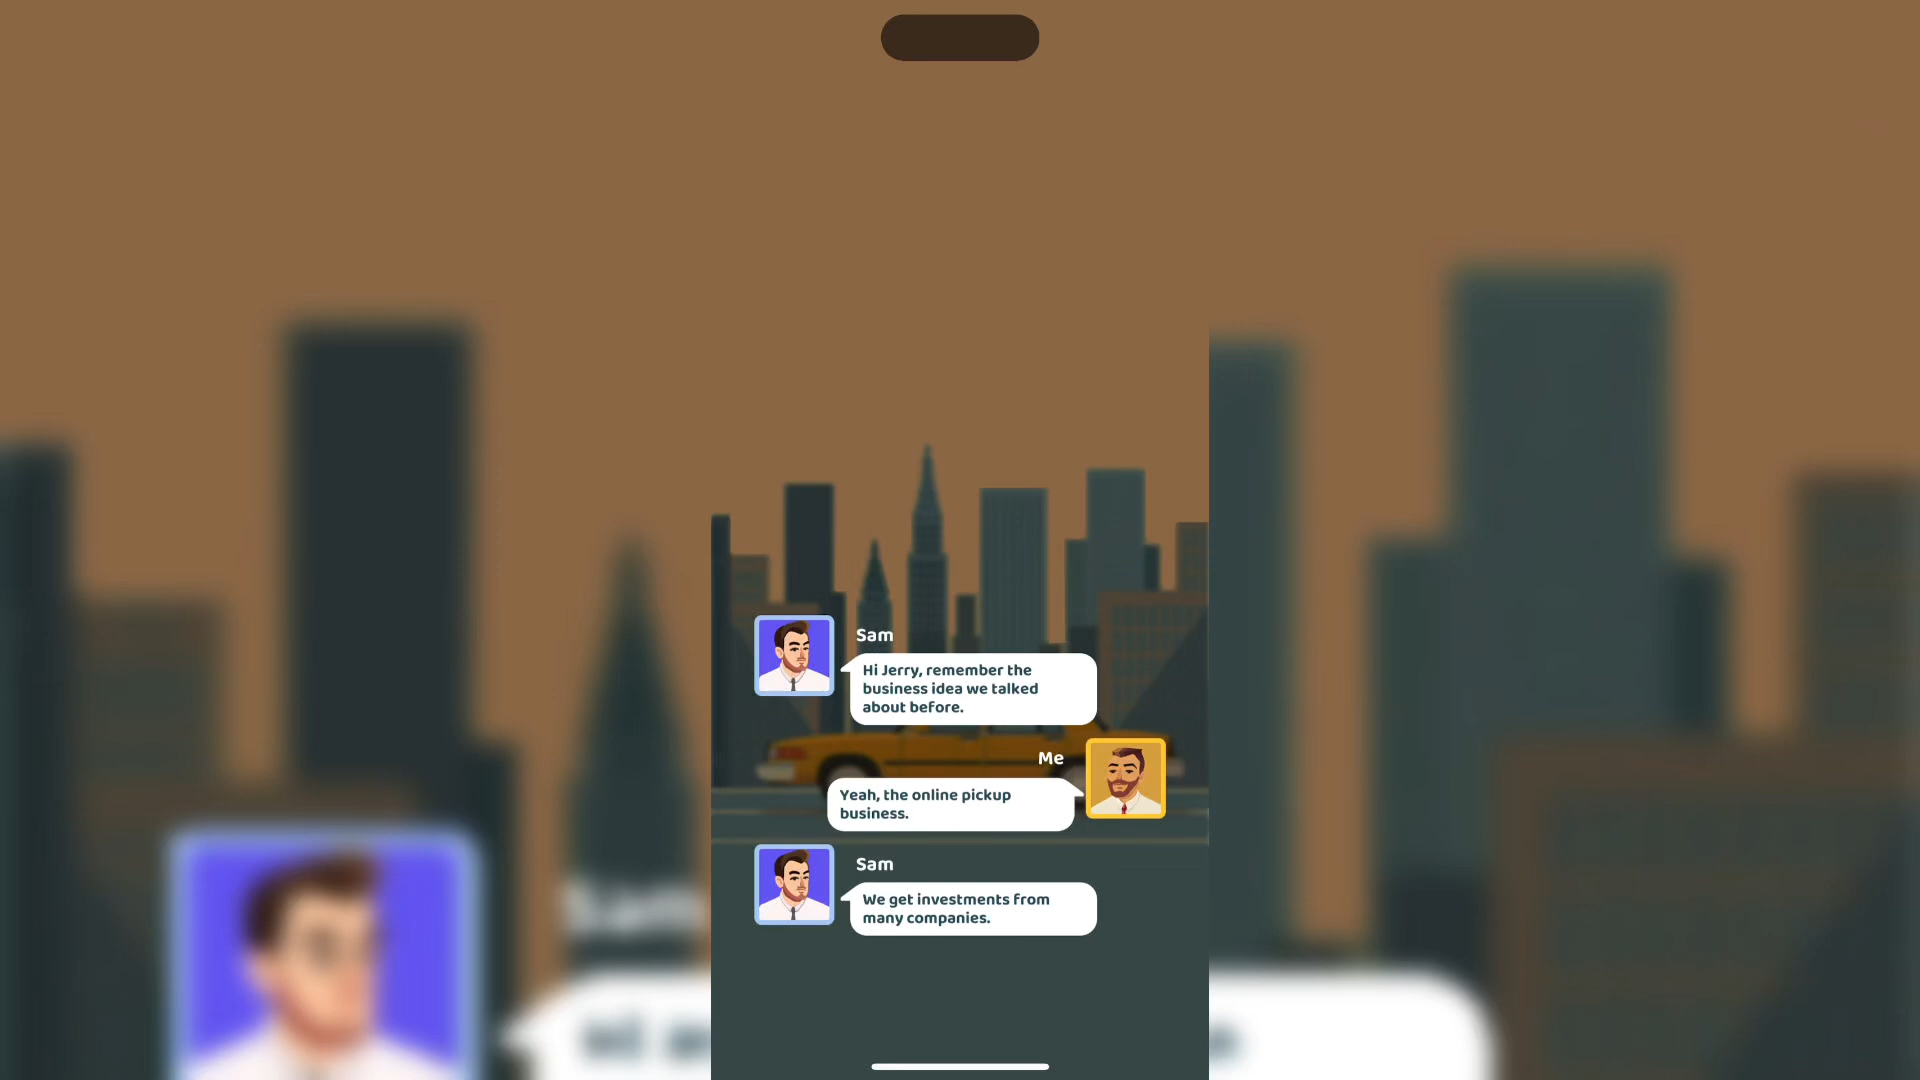 Sam
Hi Jerry, remember the
business idea we talked
about before.
Me
Yeah, the online pickup
business.
Sam
We get investments from
many companies.